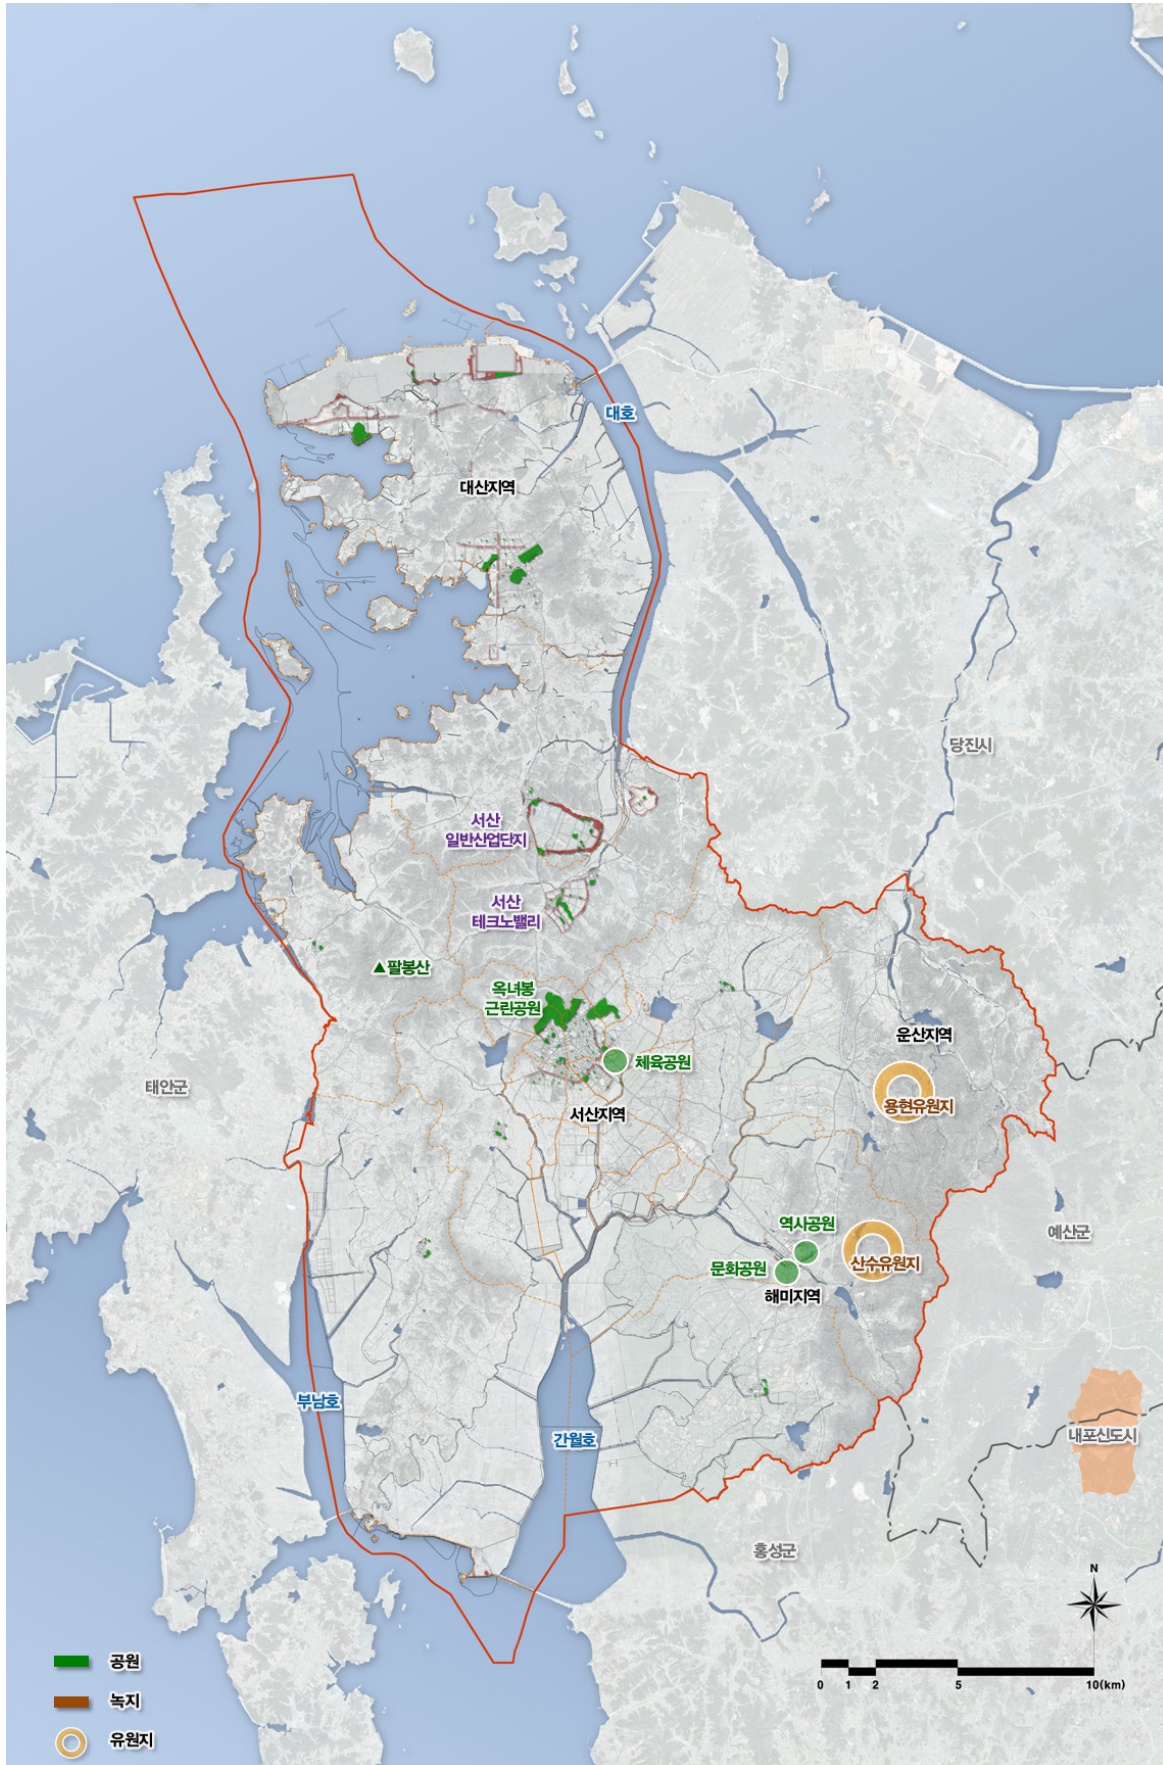 대호
대산지역
당진시
서산
일반산업단지
서산
테크노밸리
▲팔봉산
옥녀봉
근린공원
운산지역
체육공원
태안군
용현유원지
서산지역
역사공원
예산군
산수유원지
문화공원
해미지역
부남호
간월호
내포신도시
홍성군
N
공원
녹지
유원지
0 1 2 5 10(km)